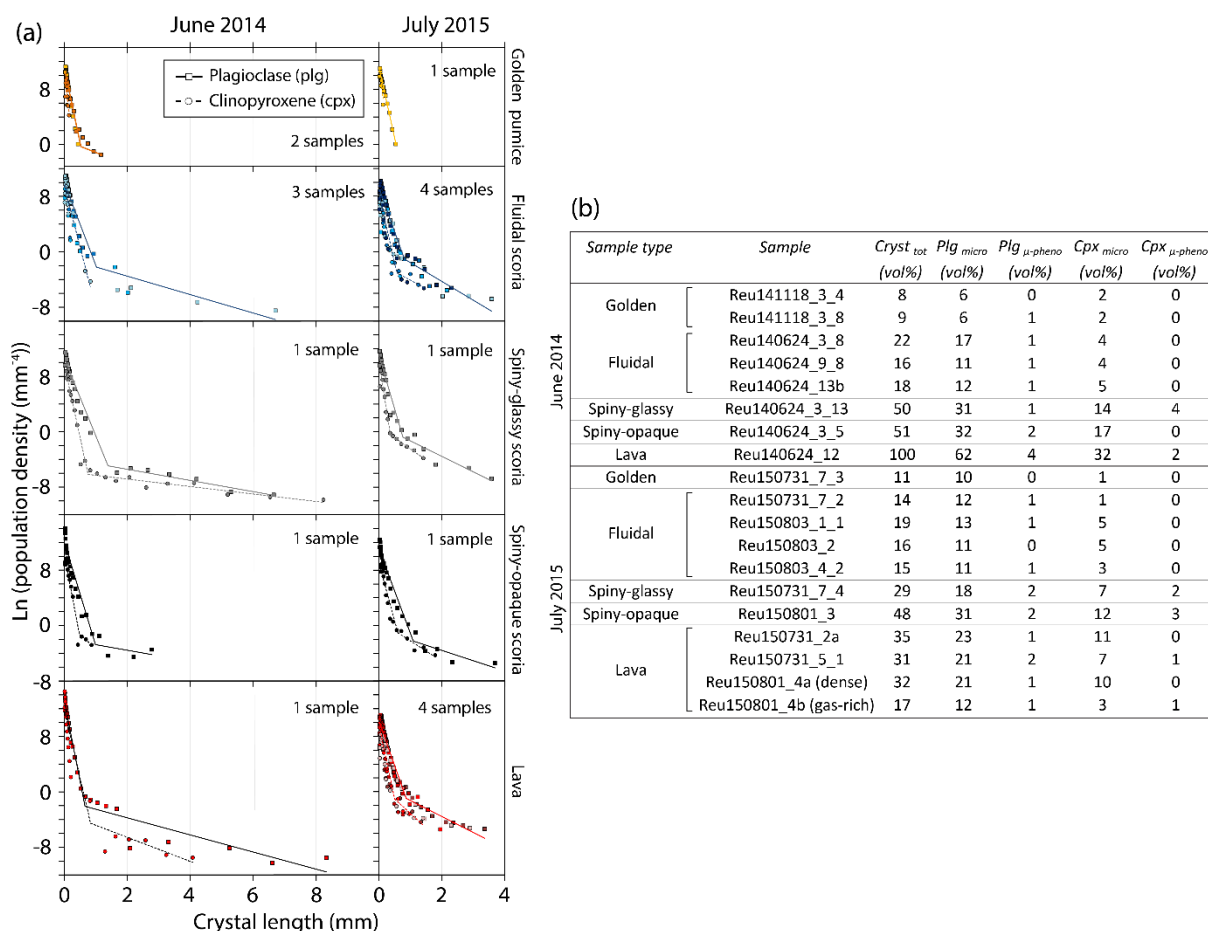 (a)
June 2014
July 2015
Plagioclase (plg)
Clinopyroxene (cpx)
2 samples
1 sample
Golden pumice
8
0
3 samples
4 samples
Fluidal scoria
8
0
-8
1 sample
1 sample
Spiny-glassy scoria
8
0
-8
1 sample
1 sample
Spiny-opaque scoria
8
0
-8
1 sample
4 samples
Lava
8
0
-8
0 2 4 6 8 0 2 4
Ln (population density (mm⁻⁴))
Crystal length (mm)
(b)
Sample type Sample Cryst tot Plg micro Plg μ-pheno Cpx micro Cpx μ-pheno
(vol%) (vol%) (vol%) (vol%) (vol%)
June 2014
Golden
Reu141118_3_4 8 6 0 2 0
Reu141118_3_8 9 6 1 2 0
Fluidal
Reu140624_3_8 22 17 1 4 0
Reu140624_9_8 16 11 1 4 0
Reu140624_13b 18 12 1 5 0
Spiny-glassy Reu140624_3_13 50 31 1 14 4
Spiny-opaque Reu140624_3_5 51 32 2 17 0
Lava Reu140624_12 100 62 4 32 2
July 2015
Golden Reu150731_7_3 11 10 0 1 0
Fluidal
Reu150731_7_2 14 12 1 1 0
Reu150803_1_1 19 13 1 5 0
Reu150803_2 16 11 0 5 0
Reu150803_4_2 15 11 1 3 0
Spiny-glassy Reu150731_7_4 29 18 2 7 2
Spiny-opaque Reu150801_3 48 31 2 12 3
Lava
Reu150731_2a 35 23 1 11 0
Reu150731_5_1 31 21 2 7 1
Reu150801_4a (dense) 32 21 1 10 0
Reu150801_4b (gas-rich) 17 12 1 3 1